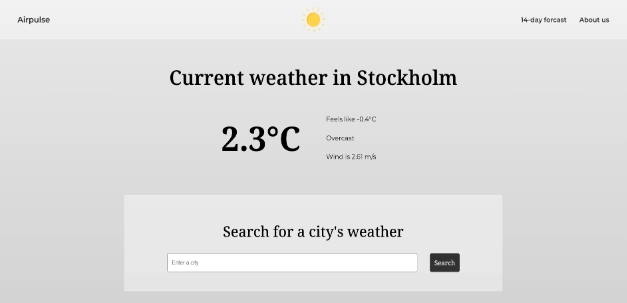 Airpulse
14-day forcast
About us
Current weather in Stockholm
2.3°C
Feels like -0.4°C
Overcast
Wind is 2.61 m/s
Search for a city's weather
Enter a city
Search